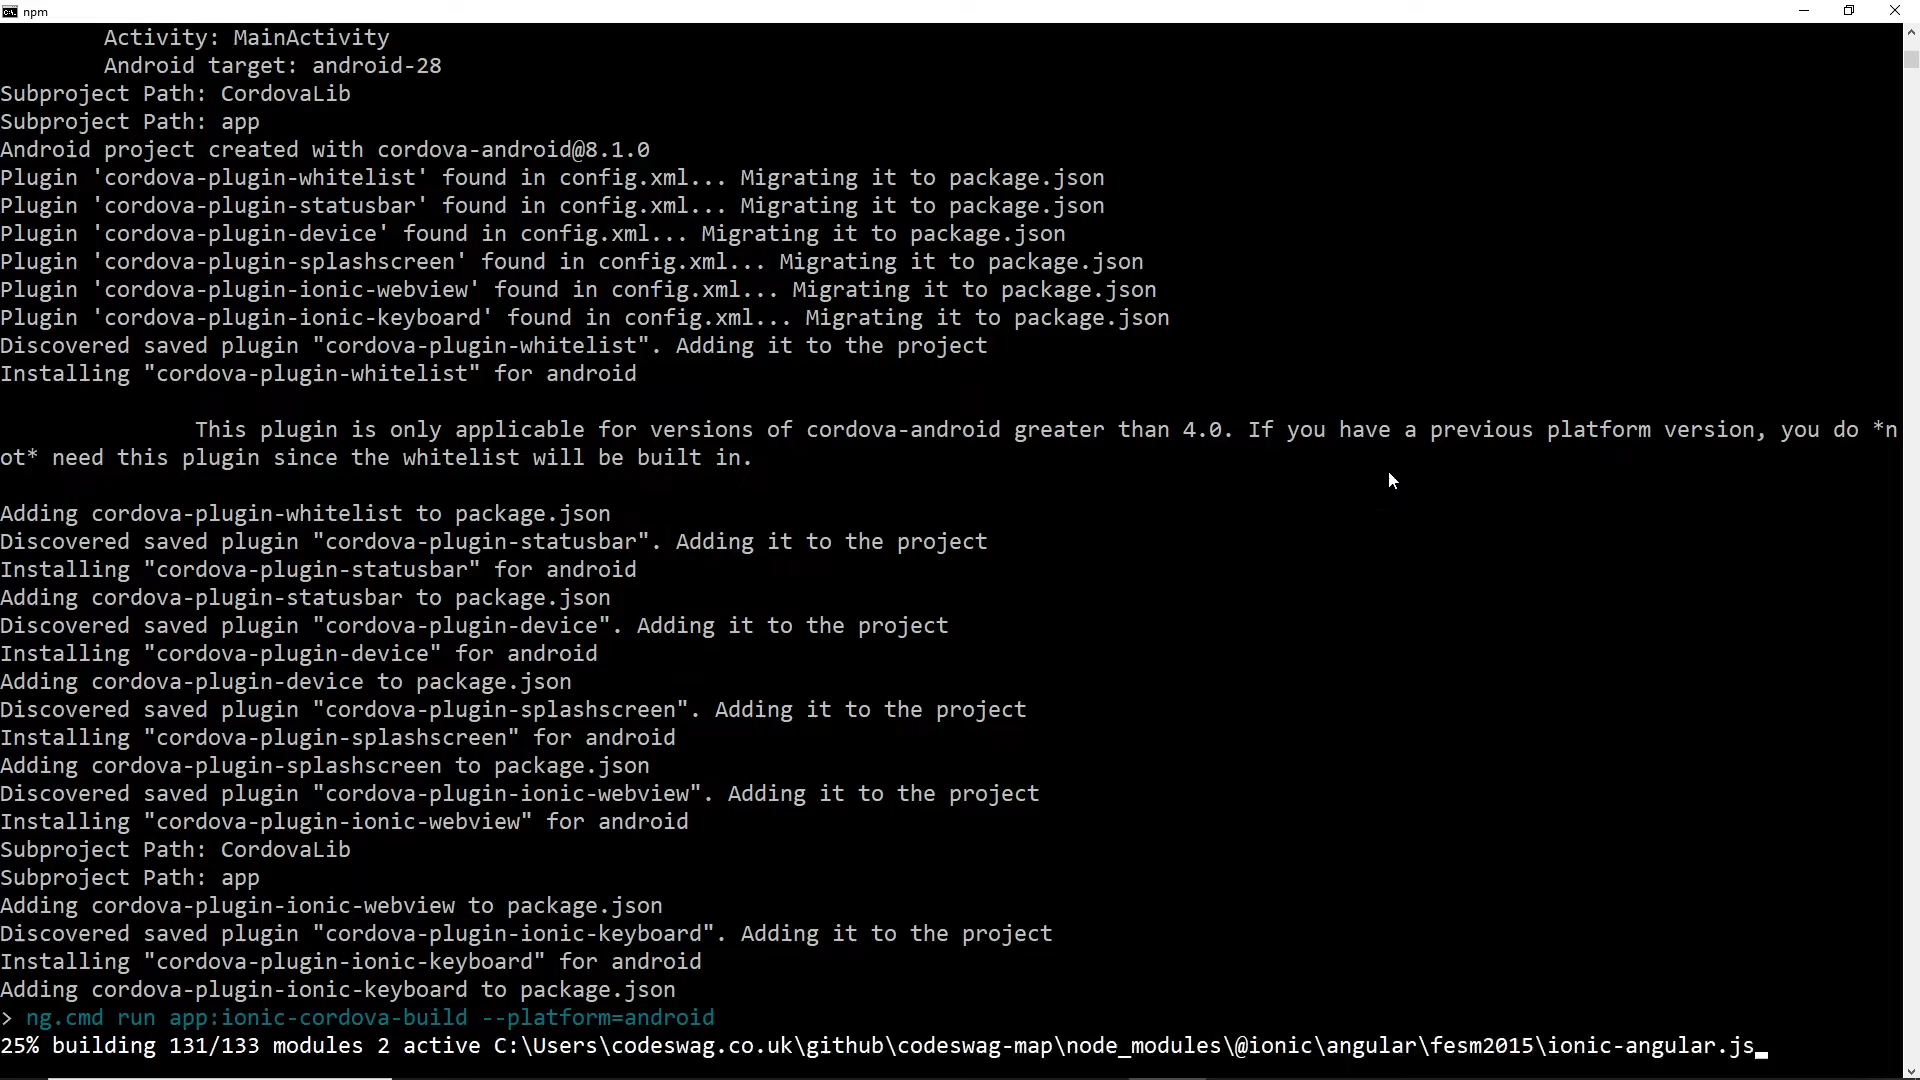 npm
Activity: MainActivity
Android target: android-28
Subproject Path: CordovaLib
Subproject Path: app
Android project created with cordova-android@8.1.0
Plugin 'cordova-plugin-whitelist' found in config.xml... Migrating it to package.json
Plugin 'cordova-plugin-statusbar' found in config.xml... Migrating it to package.json
Plugin 'cordova-plugin-device' found in config.xml... Migrating it to package.json
Plugin 'cordova-plugin-splashscreen' found in config.xml... Migrating it to package.json
Plugin 'cordova-plugin-ionic-webview' found in config.xml... Migrating it to package.json
Plugin 'cordova-plugin-ionic-keyboard' found in config.xml... Migrating it to package.json
Discovered saved plugin "cordova-plugin-whitelist". Adding it to the project
Installing "cordova-plugin-whitelist" for android
This plugin is only applicable for versions of cordova-android greater than 4.0. If you have a previous platform version, you do *n
ot* need this plugin since the whitelist will be built in.
Adding cordova-plugin-whitelist to package.json
Discovered saved plugin "cordova-plugin-statusbar". Adding it to the project
Installing "cordova-plugin-statusbar" for android
Adding cordova-plugin-statusbar to package.json
Discovered saved plugin "cordova-plugin-device". Adding it to the project
Installing "cordova-plugin-device" for android
Adding cordova-plugin-device to package.json
Discovered saved plugin "cordova-plugin-splashscreen". Adding it to the project
Installing "cordova-plugin-splashscreen" for android
Adding cordova-plugin-splashscreen to package.json
Discovered saved plugin "cordova-plugin-ionic-webview". Adding it to the project
Installing "cordova-plugin-ionic-webview" for android
Subproject Path: CordovaLib
Subproject Path: app
Adding cordova-plugin-ionic-webview to package.json
Discovered saved plugin "cordova-plugin-ionic-keyboard". Adding it to the project
Installing "cordova-plugin-ionic-keyboard" for android
Adding cordova-plugin-ionic-keyboard to package.json
> ng.cmd run app:ionic-cordova-build --platform=android
25% building 131/133 modules 2 active C:\Users\codeswag.co.uk\github\codeswag-map\node_modules\@ionic\angular\fesm2015\ionic-angular.js